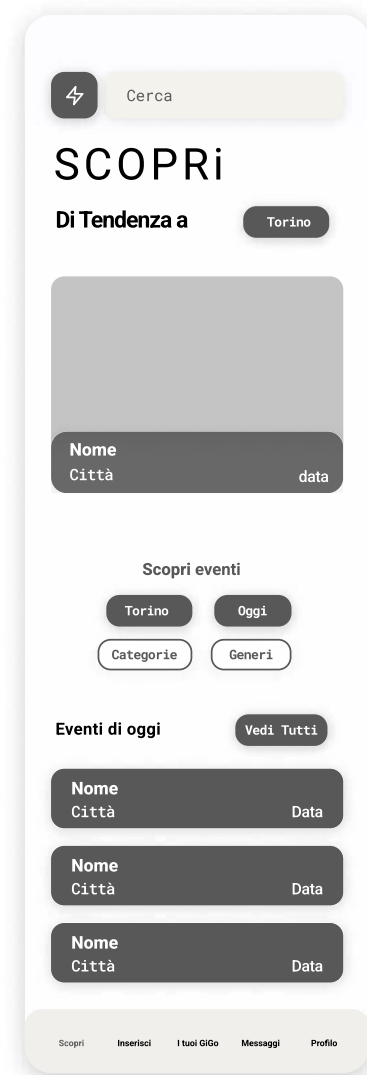 Cerca
SCOPRi
Di Tendenza a Torino
Nome
Città data
Scopri eventi
Torino Oggi
Categorie Generi
Eventi di oggi Vedi Tutti
Nome
Città Data
Nome
Città Data
Nome
Città Data
Scopri Inserisci I tuoi GiGo Messaggi Profilo